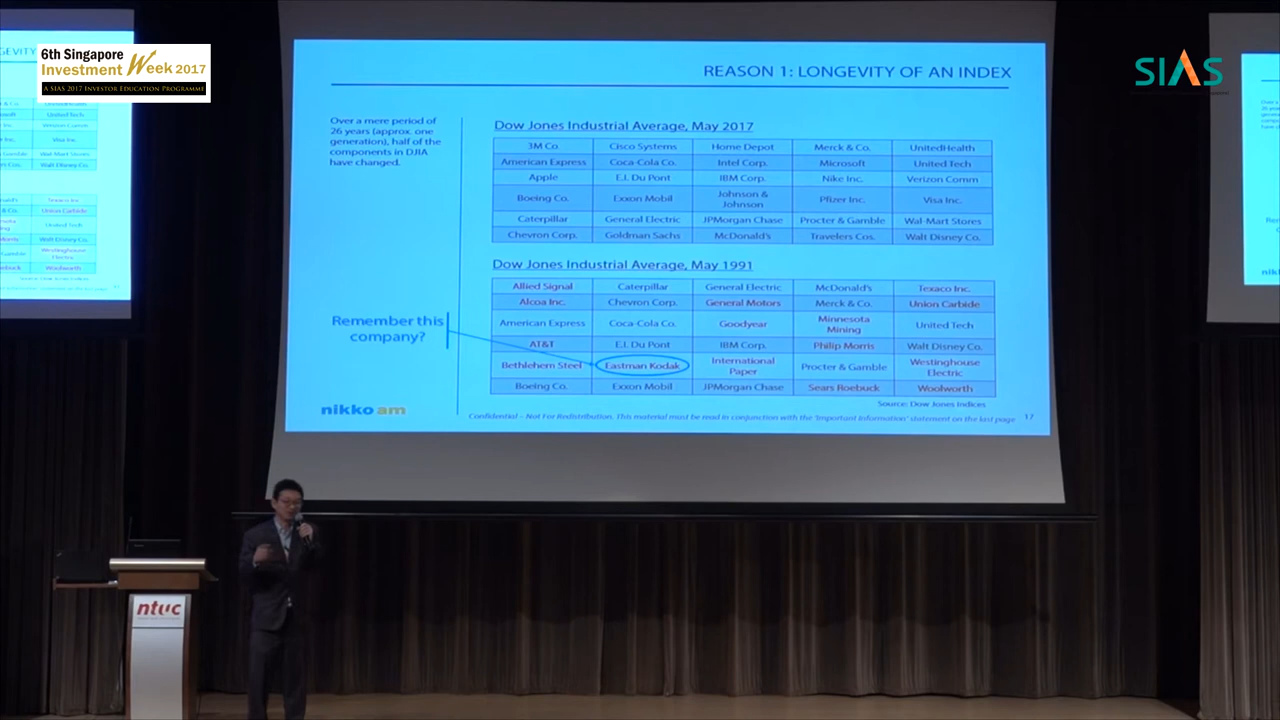 6th Singapore
Investment Week 2017
A SIAS 2017 INVESTOR EDUCATION PROGRAMME
SIAS
REASON 1: LONGEVITY OF AN INDEX
Over a mere period of
26 years (approx. one
generation), half of the
components in DJIA
have changed.
Dow Jones Industrial Average, May 2017
3M Co. Cisco Systems Home Depot Merck & Co. UnitedHealth
American Express Coca-Cola Co. Intel Corp. Microsoft United Tech
Apple E.I. Du Pont IBM Corp. Nike Inc. Verizon Comm
Boeing Co. Exxon Mobil Johnson & Johnson Pfizer Inc. Visa Inc.
Caterpillar General Electric JPMorgan Chase Procter & Gamble Wal-Mart Stores
Chevron Corp. Goldman Sachs McDonald's Travelers Cos. Walt Disney Co.
Dow Jones Industrial Average, May 1991
Allied Signal Caterpillar General Electric McDonald's Texaco Inc.
Alcoa Inc. Chevron Corp. General Motors Merck & Co. Union Carbide
American Express Coca-Cola Co. Goodyear Minnesota Mining United Tech
AT&T E.I. Du Pont IBM Corp. Philip Morris Walt Disney Co.
Bethlehem Steel Eastman Kodak International Paper Procter & Gamble Westinghouse Electric
Boeing Co. Exxon Mobil JPMorgan Chase Sears Roebuck Woolworth
Remember this
company?
Source: Dow Jones Indices
nikko am
Confidential – Not For Redistribution. This material must be read in conjunction with the 'Important Information' statement on the last page
17
ntuc